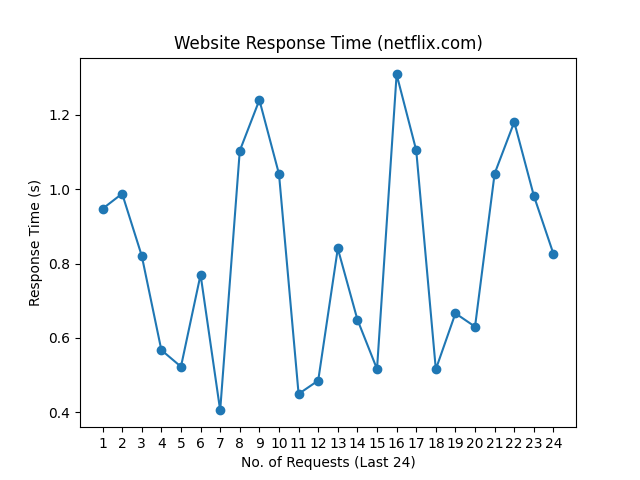 Website Response Time (netflix.com)
Response Time (s)
1.2
1.0
0.8
0.6
0.4
1 2 3 4 5 6 7 8 9 10 11 12 13 14 15 16 17 18 19 20 21 22 23 24
No. of Requests (Last 24)